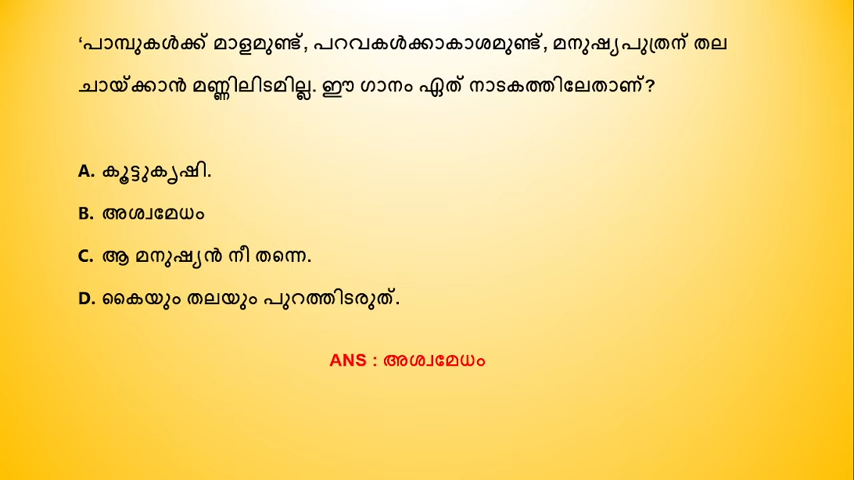 ‘പാമ്പുകൾക്ക് മാളമുണ്ട്, പറവകൾക്കാകാശമുണ്ട്, മനുഷ്യപുത്രന് തല
ചായ്ക്കാൻ മണ്ണിലിടമില്ല. ഈ ഗാനം ഏത് നാടകത്തിലേതാണ്?
A. കൂട്ടുകൃഷി.
B. അശ്വമേധം
C. ആ മനുഷ്യൻ നീ തന്നെ.
D. കൈയും തലയും പുറത്തിടരുത്.
ANS : അശ്വമേധം